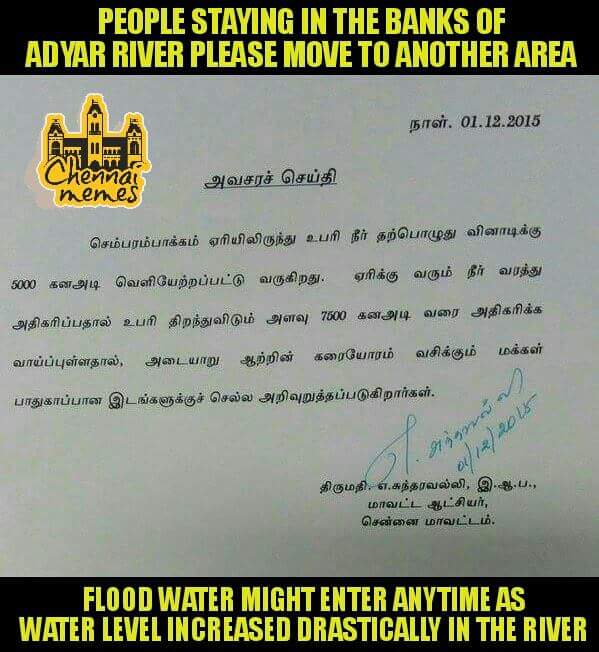 PEOPLE STAYING IN THE BANKS OF
ADYAR RIVER PLEASE MOVE TO ANOTHER AREA
Chennai
memes
நாள். 01.12.2015
அவசரச் செய்தி
செம்பரம்பாக்கம் ஏரியிலிருந்து உபரி நீர் தற்பொழுது வினாடிக்கு
5000 கனஅடி வெளியேற்றப்பட்டு வருகிறது. ஏரிக்கு வரும் நீர் வரத்து
அதிகரிப்பதால் உபரி திறந்துவிடும் அளவு 7500 கனஅடி வரை அதிகரிக்க
வாய்ப்புள்ளதால், அடையாறு ஆற்றின் கரையோரம் வசிக்கும் மக்கள்
பாதுகாப்பான இடங்களுக்குச் செல்ல அறிவுறுத்தப்படுகிறார்கள்.
01/12/2015
திருமதி. எ.சுந்தரவல்லி, இ.ஆ.ப.,
மாவட்ட ஆட்சியர்,
சென்னை மாவட்டம்.
FLOOD WATER MIGHT ENTER ANYTIME AS
WATER LEVEL INCREASED DRASTICALLY IN THE RIVER